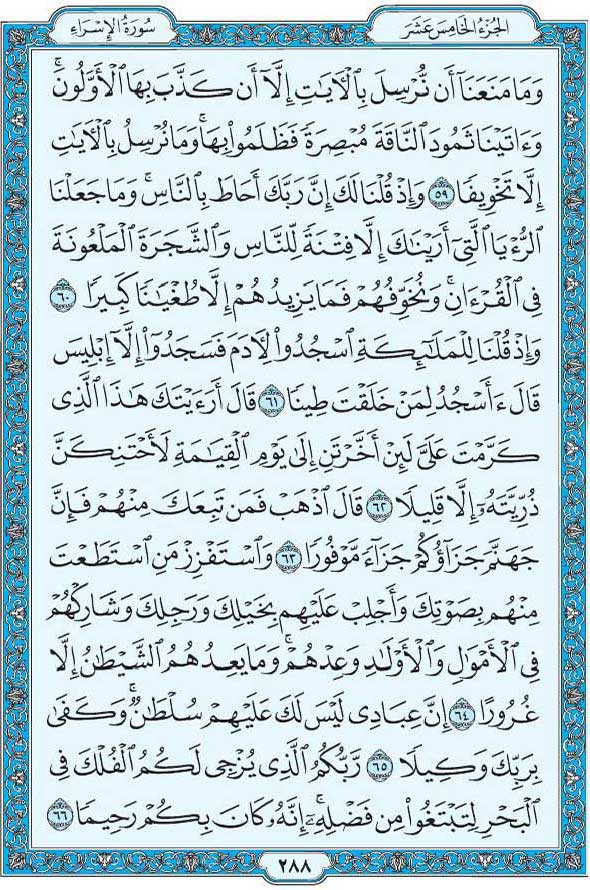 الجزء الخامس عشر
سورة الإسراء
وَمَا مَنَعَنَآ أَن نُّرْسِلَ بِٱلْأَيَٰتِ إِلَّآ أَن كَذَّبَ بِهَا ٱلْأَوَّلُونَۚ
وَءَاتَيْنَا ثَمُودَ ٱلنَّاقَةَ مُبْصِرَةً فَظَلَمُوا۟ بِهَاۚ وَمَا نُرْسِلُ بِٱلْأَيَٰتِ
إِلَّا تَخْوِيفًا ٥٩ وَإِذْ قُلْنَا لَكَ إِنَّ رَبَّكَ أَحَاطَ بِٱلنَّاسِۚ وَمَا جَعَلْنَا
ٱلرُّءْيَا ٱلَّتِىٓ أَرَيْنَٰكَ إِلَّا فِتْنَةً لِّلنَّاسِ وَٱلشَّجَرَةَ ٱلْمَلْعُونَةَ
فِى ٱلْقُرْءَانِۚ وَنُخَوِّفُهُمْ فَمَا يَزِيدُهُمْ إِلَّا طُغْيَٰنًا كَبِيرًا ٦٠
وَإِذْ قُلْنَا لِلْمَلَٰٓئِكَةِ ٱسْجُدُوا۟ لِأَدَمَ فَسَجَدُوٓا۟ إِلَّآ إِبْلِيسَ
قَالَ ءَأَسْجُدُ لِمَنْ خَلَقْتَ طِينًا ٦١ قَالَ أَرَءَيْتَكَ هَٰذَا ٱلَّذِى
كَرَّمْتَ عَلَىَّ لَئِنْ أَخَّرْتَنِ إِلَىٰ يَوْمِ ٱلْقِيَٰمَةِ لَأَحْتَنِكَنَّ
ذُرِّيَّتَهُۥٓ إِلَّا قَلِيلًا ٦٢ قَالَ ٱذْهَبْ فَمَن تَبِعَكَ مِنْهُمْ فَإِنَّ
جَهَنَّمَ جَزَآؤُكُمْ جَزَآءً مَّوْفُورًا ٦٣ وَٱسْتَفْزِزْ مَنِ ٱسْتَطَعْتَ
مِنْهُم بِصَوْتِكَ وَأَجْلِبْ عَلَيْهِم بِخَيْلِكَ وَرَجِلِكَ وَشَارِكْهُمْ
فِى ٱلْأَمْوَٰلِ وَٱلْأَوْلَٰدِ وَعِدْهُمْۚ وَمَا يَعِدُهُمُ ٱلشَّيْطَٰنُ إِلَّا
غُرُورًا ٦٤ إِنَّ عِبَادِى لَيْسَ لَكَ عَلَيْهِمْ سُلْطَٰنٌۚ وَكَفَىٰ
بِرَبِّكَ وَكِيلًا ٦٥ رَّبُّكُمُ ٱلَّذِى يُزْجِى لَكُمُ ٱلْفُلْكَ فِى
ٱلْبَحْرِ لِتَبْتَغُوا۟ مِن فَضْلِهِۦٓۚ إِنَّهُۥ كَانَ بِكُمْ رَحِيمًا ٦٦
٢٨٨